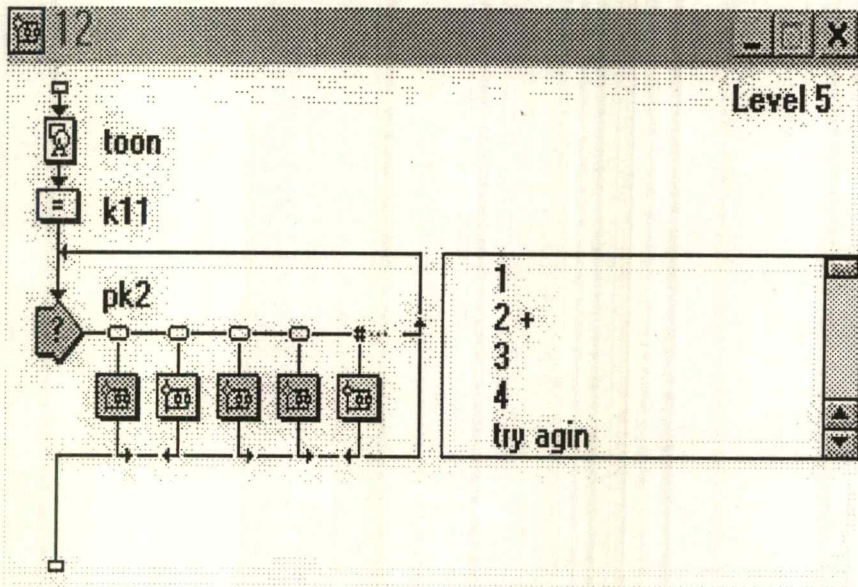 12
Level 5
toon
=
k11
pk2
?
#...
1
2 +
3
4
try agin